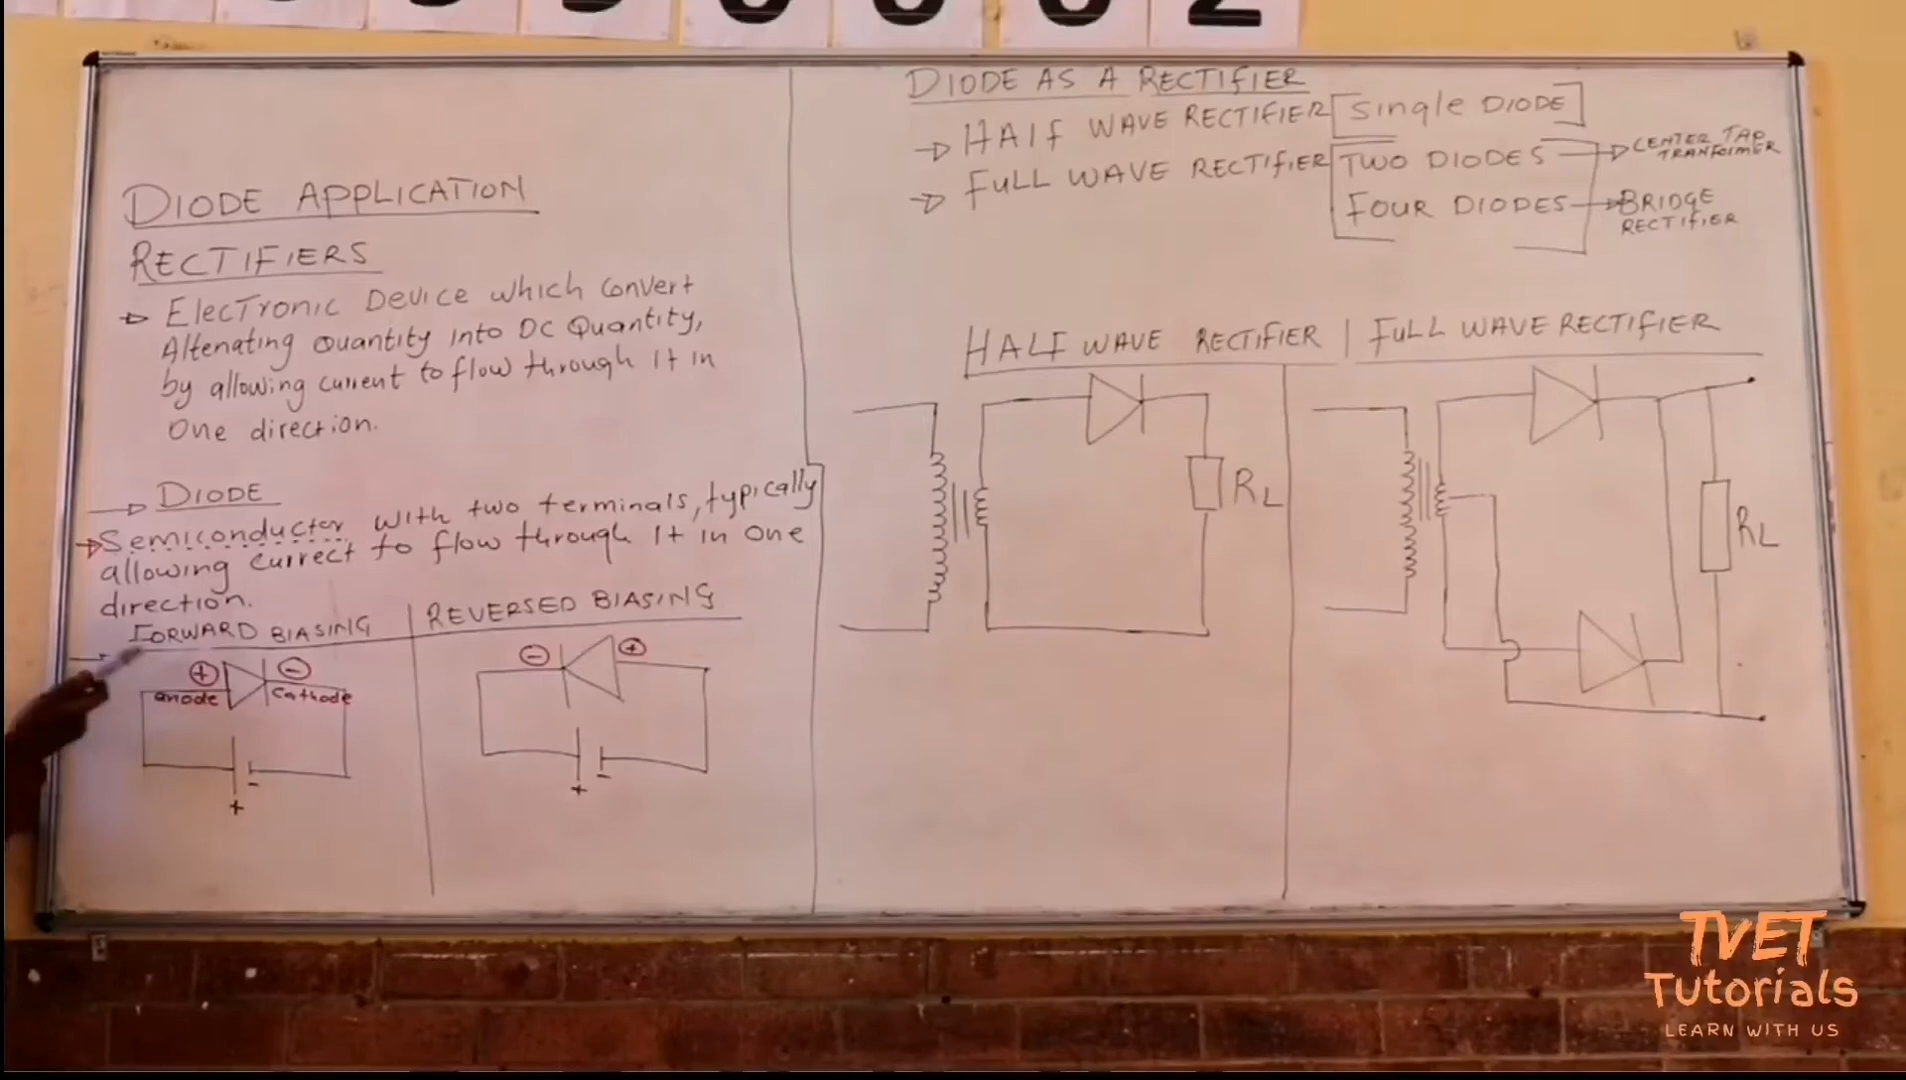 DIODE APPLICATION
RECTIFIERS
ElecTronic Device which convert
Altenating Quantity into DC Quantity,
by allowing current to flow through it in
One direction.
DIODE
Semiconductor with two terminals, typically
allowing currect to flow through it in one
direction.
FORWARD BIASING
REVERSED BIASING
+ -
anode Cathode
+ -
- +
+ -
DIODE AS A RECTIFIER
HAlf WAVE RECTIFIER [Single DIODE]
FULL WAVE RECTIFIER [TWO DIODES CENTER TAP
TRANFORMER
FOUR DIODES BRIDGE
RECTIFIER
HALF WAVE RECTIFIER | FULL WAVE RECTIFIER
RL
RL
TVET
Tutorials
LEARN WITH US